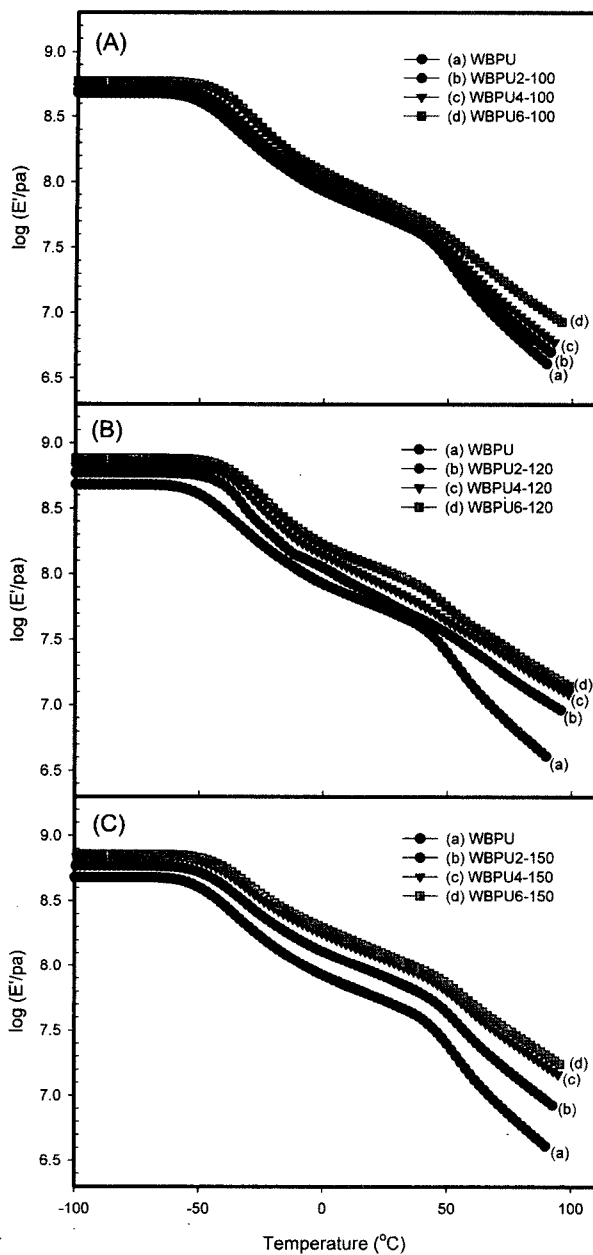 (A)
(a) WBPU
(b) WBPU2-100
(c) WBPU4-100
(d) WBPU6-100
log (E'/pa)
9.0
8.5
8.0
7.5
7.0
6.5
(d)
(c)
(b)
(a)
(B)
(a) WBPU
(b) WBPU2-120
(c) WBPU4-120
(d) WBPU6-120
log (E'/pa)
9.0
8.5
8.0
7.5
7.0
6.5
(d)
(c)
(b)
(a)
(C)
(a) WBPU
(b) WBPU2-150
(c) WBPU4-150
(d) WBPU6-150
log (E'/pa)
9.0
8.5
8.0
7.5
7.0
6.5
(d)
(c)
(b)
(a)
-100 -50 0 50 100
Temperature (°C)